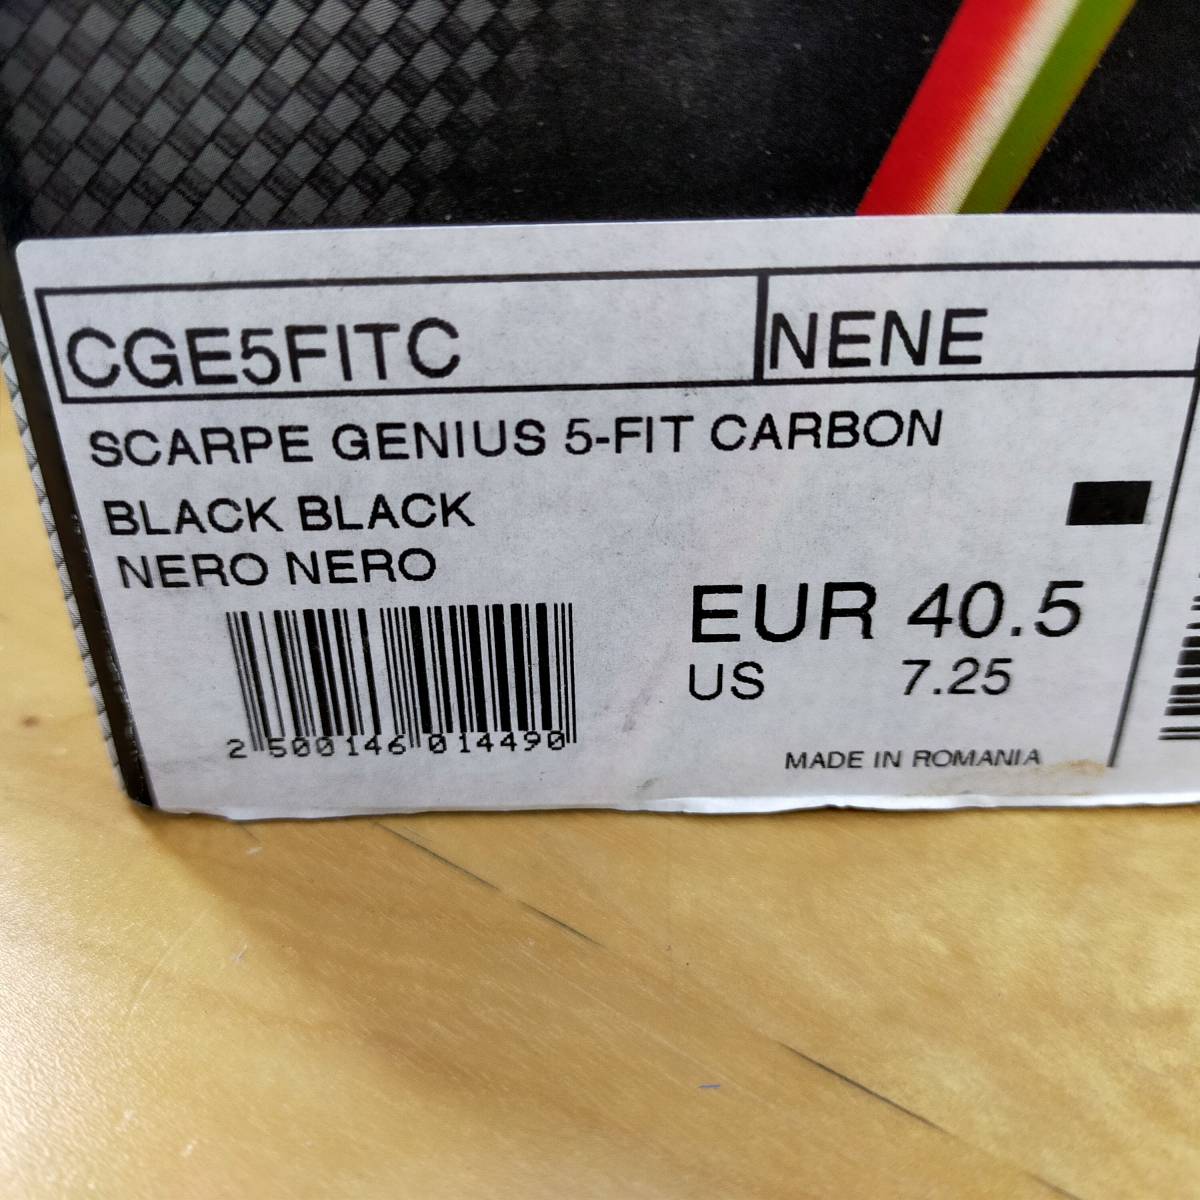 CGE5FITC NENE
SCARPE GENIUS 5-FIT CARBON
BLACK BLACK
NERO NERO
EUR 40.5
US 7.25
2 500146 014490
MADE IN ROMANIA